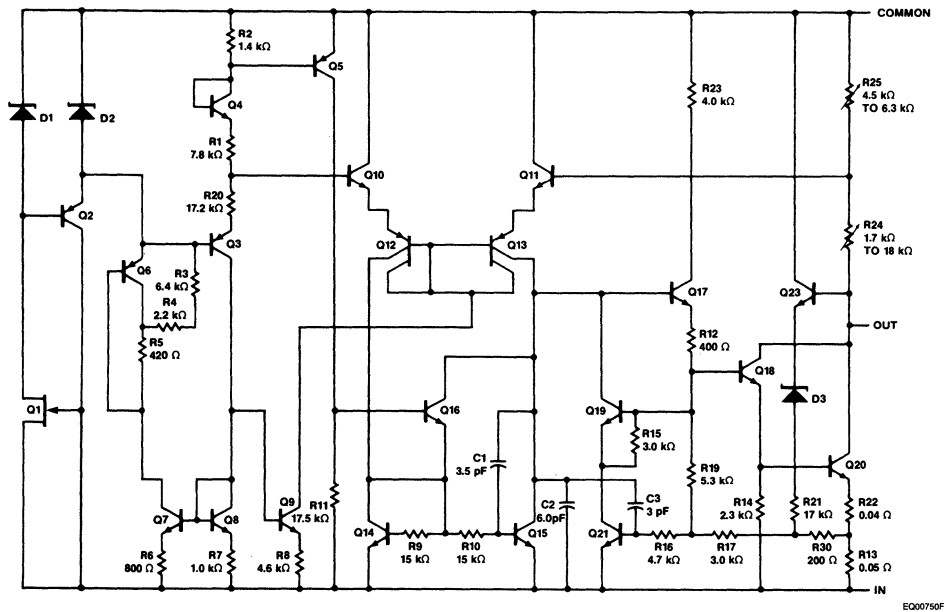 COMMON
R2
1.4 kΩ
Q5
Q4
R23
4.0 kΩ
R25
4.5 kΩ
TO 6.3 kΩ
D1
D2
R1
7.8 kΩ
Q10
Q11
R20
17.2 kΩ
Q2
Q3
Q12
Q13
R24
1.7 kΩ
TO 18 kΩ
Q6
R3
6.4 kΩ
R4
2.2 kΩ
Q17
Q23
R5
420 Ω
R12
400 Ω
OUT
Q18
Q1
Q16
Q19
D3
R15
3.0 kΩ
C1
3.5 pF
Q20
R19
5.3 kΩ
Q9
R11
17.5 kΩ
C2
6.0pF
C3
3 pF
R14
2.3 kΩ
R21
17 kΩ
R22
0.04 Ω
Q7
Q8
Q14
Q15
Q21
R6
800 Ω
R7
1.0 kΩ
R8
4.6 kΩ
R9
15 kΩ
R10
15 kΩ
R16
4.7 kΩ
R17
3.0 kΩ
R30
200 Ω
R13
0.05 Ω
IN
EQ00750F